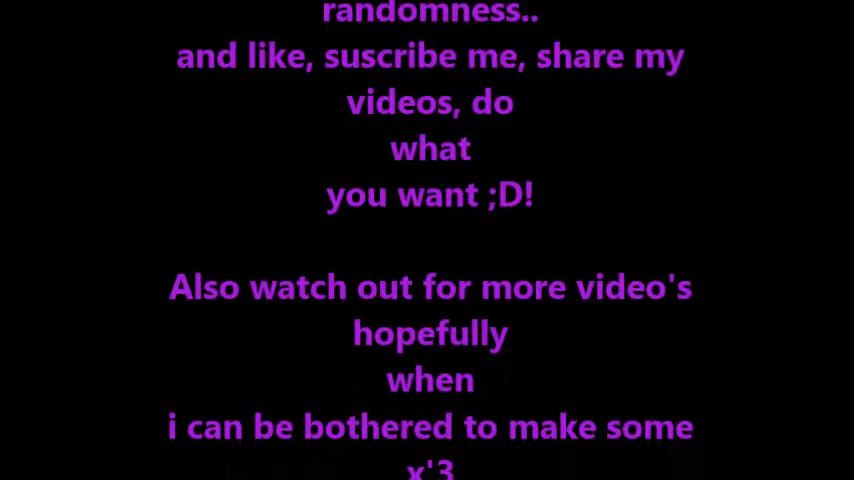 randomness..
and like, suscribe me, share my
videos, do
what
you want ;D!
Also watch out for more video's
hopefully
when
i can be bothered to make some
x'3